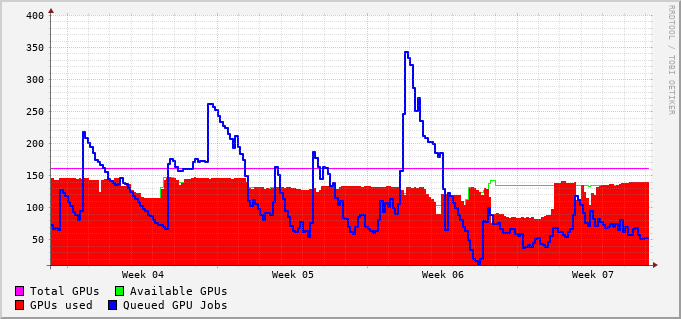 400
350
300
250
200
150
100
50
Week 04 Week 05 Week 06 Week 07
Total GPUs Available GPUs
GPUs used Queued GPU Jobs
RRDTOOL / TOBI OETIKER